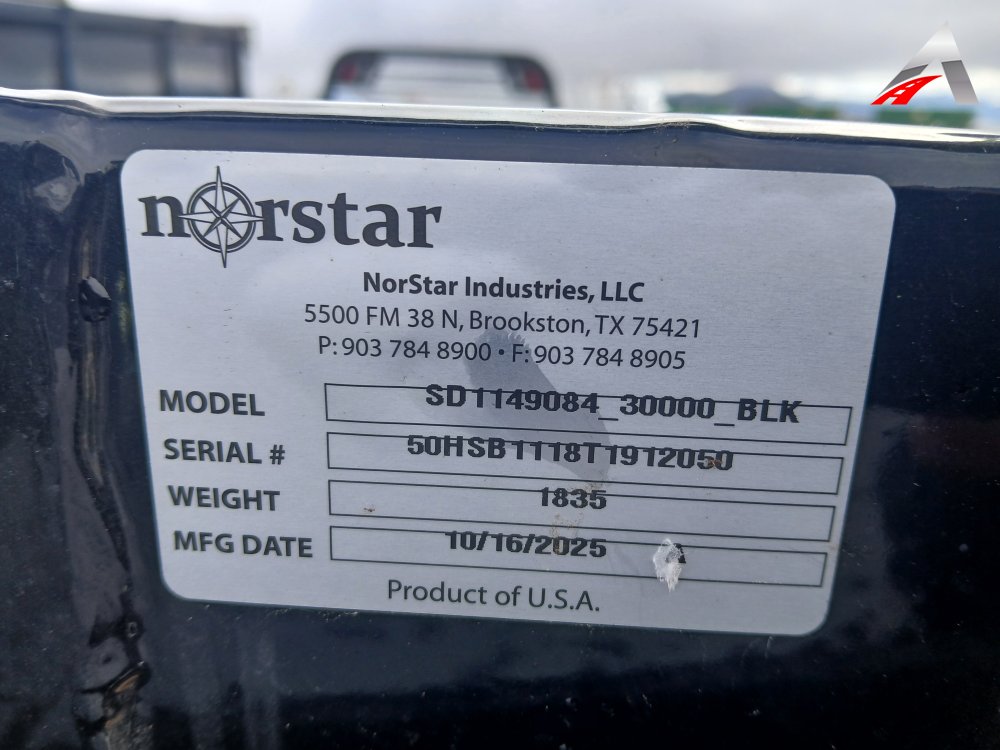 norstar
NorStar Industries, LLC
5500 FM 38 N, Brookston, TX 75421
P: 903 784 8900 • F: 903 784 8905
MODEL SD1149084_30000_BLK
SERIAL # 50HSB1118T1912050
WEIGHT 1835
MFG DATE 10/16/2025
Product of U.S.A.